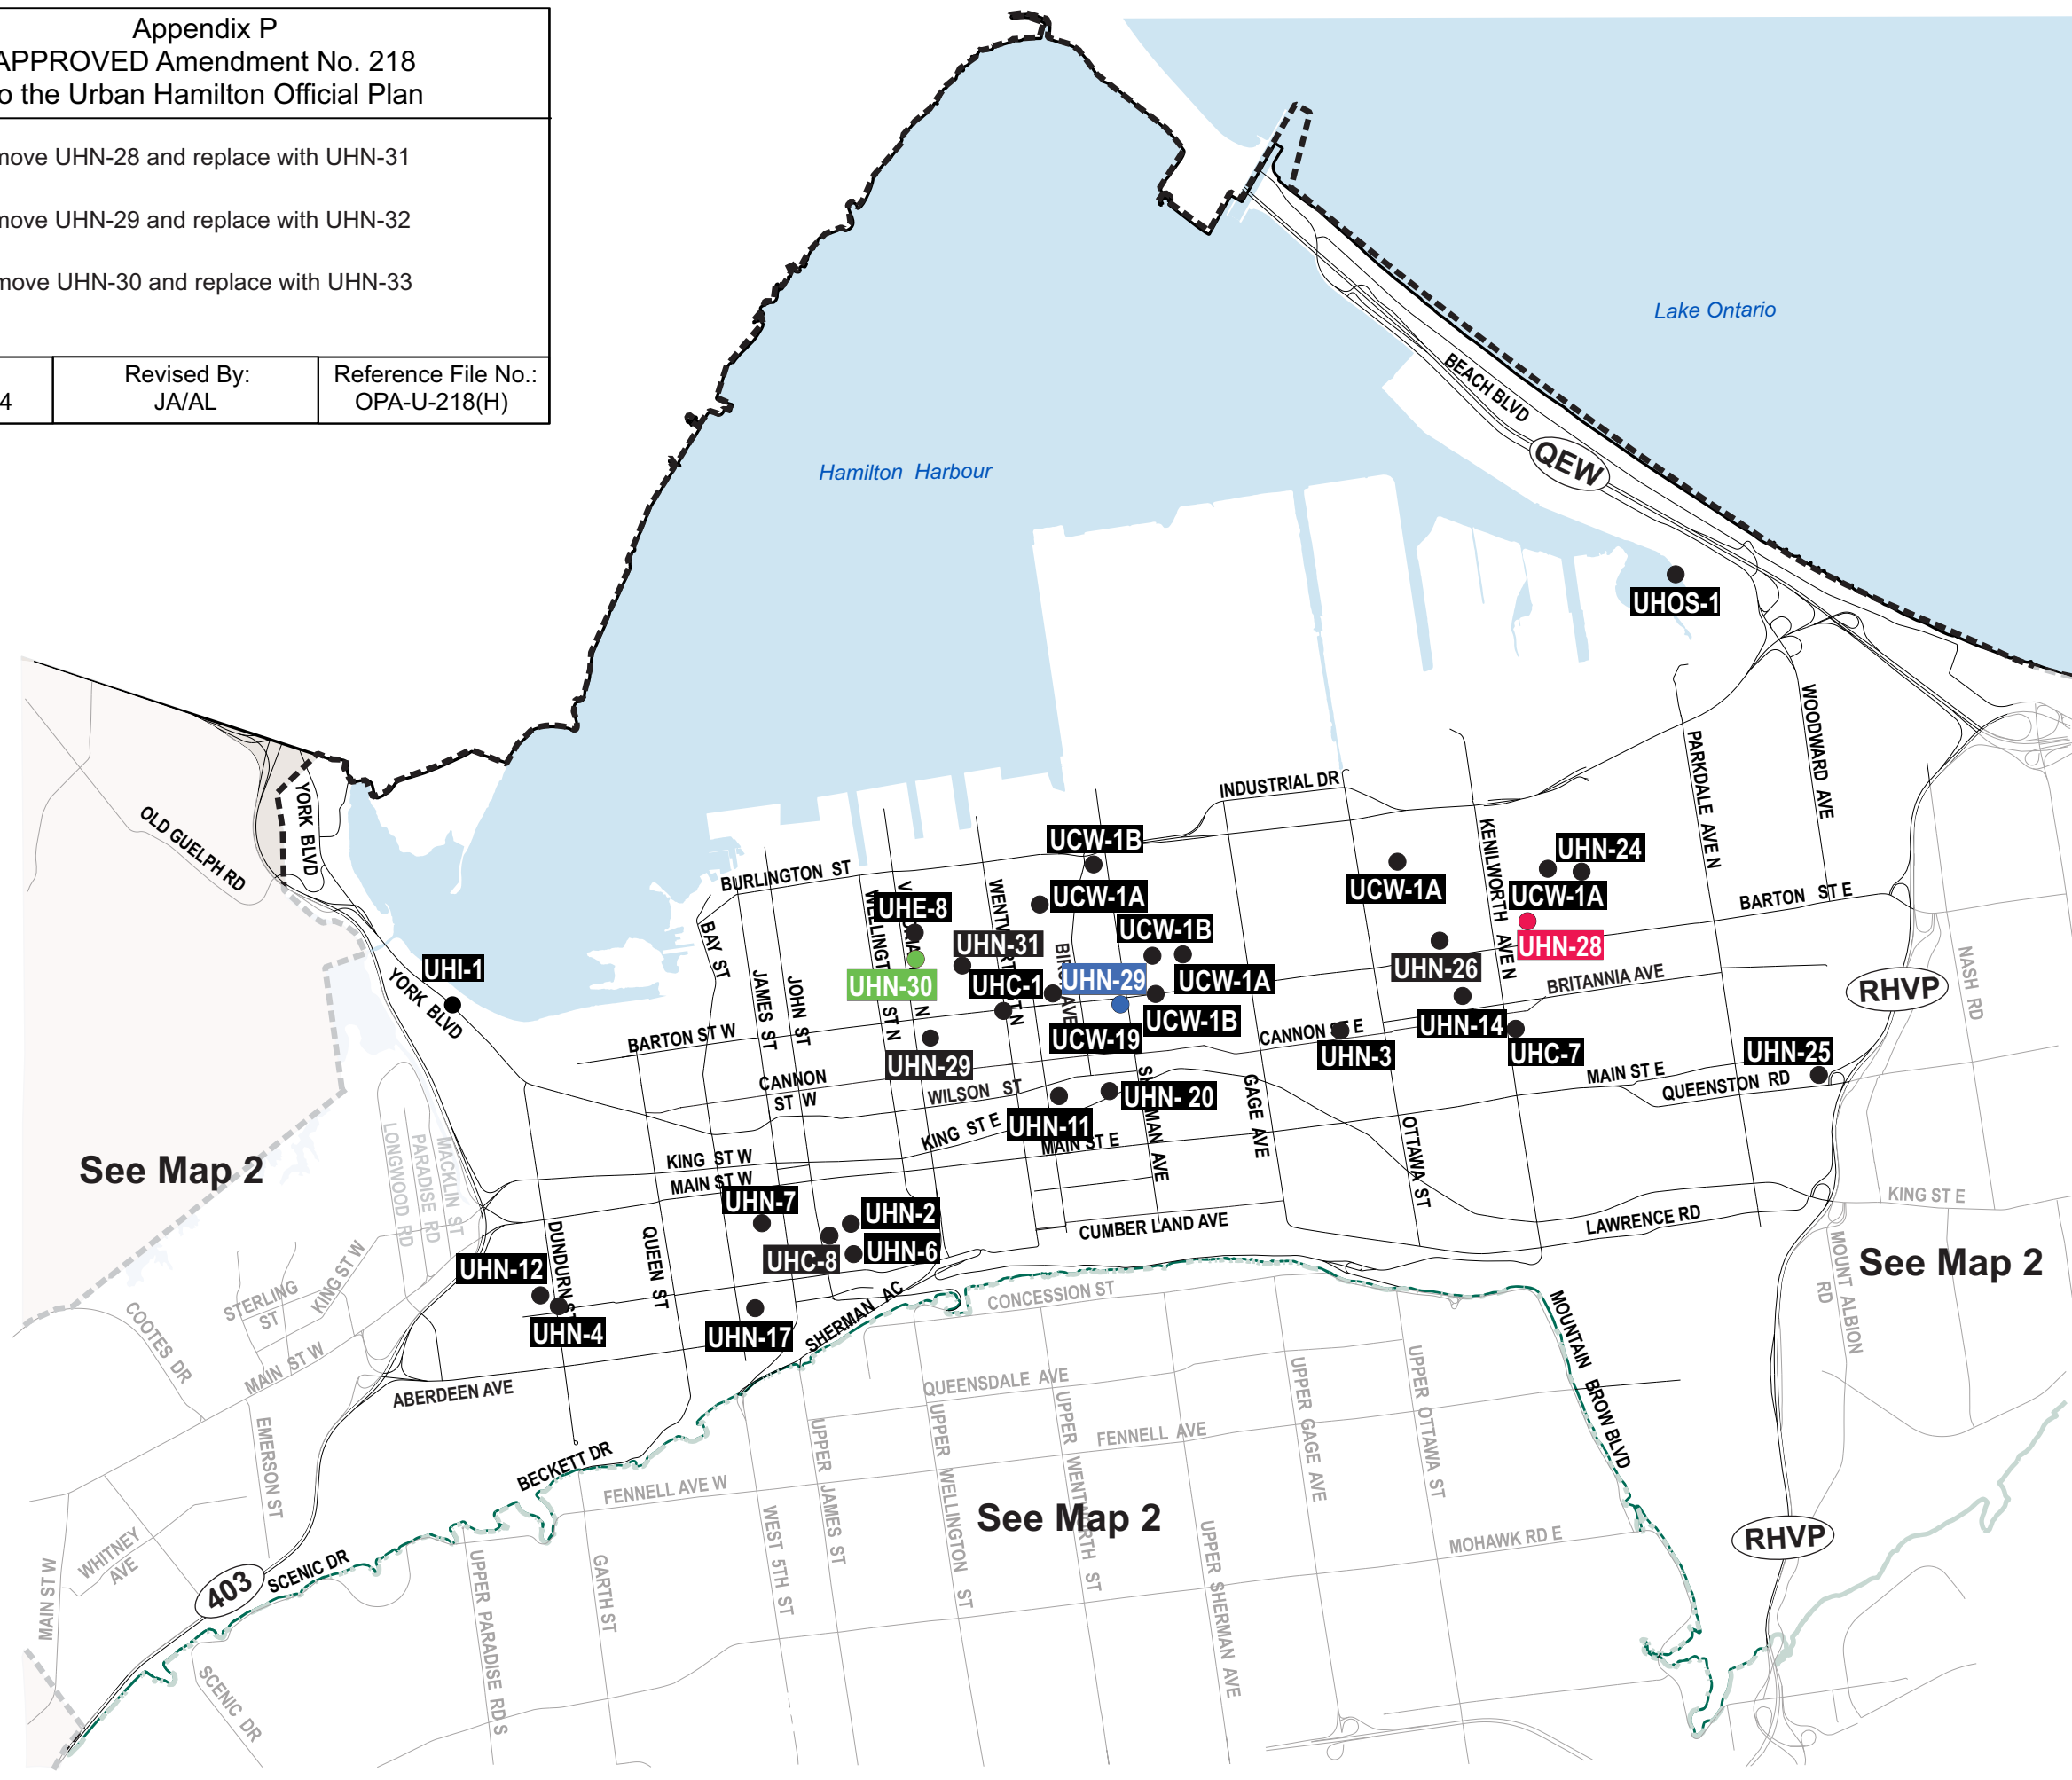 Appendix P
APPROVED Amendment No. 218
o the Urban Hamilton Official Plan
move UHN-28 and replace with UHN-31
move UHN-29 and replace with UHN-32
move UHN-30 and replace with UHN-33
4
Revised By:
JA/AL
Reference File No.:
OPA-U-218(H)
Lake Ontario
Hamilton Harbour
BEACH BLVD
QEW
UHOS-1
WOODWARD AVE
PARKDALE AVE N
INDUSTRIAL DR
KENILWORTH AVE N
YORK BLVD
OLD GUELPH RD
BURLINGTON ST
UCW-1B
UCW-1A
UCW-1A
UHN-24
UCW-1A
BARTON ST E
UHE-8
UHN-31
UCW-1B
UHN-28
UHN-26
UHI-1
YORK BLVD
BAY ST
JAMES ST
JOHN ST
WELLINGTON ST N
UHN-30
UHC-1
UHN-29
UCW-1A
UCW-1B
UCW-19
BRITANNIA AVE
NASH RD
RHVP
BARTON ST W
CANNON ST E
UHN-3
UHN-14
UHC-7
UHN-25
UHN-29
CANNON
ST W
WILSON ST
MAIN ST E
QUEENSTON RD
UHN- 20
UHN-11
KING ST E
MAIN ST E
GAGE AVE
OTTAWA ST
See Map 2
LONGWOOD RD
PARADISE RD
MACKLIN ST
KING ST W
MAIN ST W
UHN-7
UHN-2
UHC-8
UHN-6
CUMBER LAND AVE
LAWRENCE RD
KING ST E
MOUNT ALBION
RD
See Map 2
DUNDURN ST
QUEEN ST
UHN-12
UHN-4
UHN-17
SHERMAN AC
CONCESSION ST
STERLING
ST
KING ST W
COOTES DR
MAIN ST W
ABERDEEN AVE
EMERSON ST
BECKETT DR
FENNELL AVE W
QUEENSDALE AVE
FENNELL AVE
UPPER JAMES ST
UPPER WELLINGTON ST
UPPER WENTWORTH ST
UPPER GAGE AVE
UPPER OTTAWA ST
MOUNTAIN BROW BLVD
See Map 2
MOHAWK RD E
RHVP
WEST 5TH ST
UPPER SHERMAN AVE
GARTH ST
UPPER PARADISE RD S
WHITNEY
AVE
MAIN ST W
403
SCENIC DR
SCENIC DR